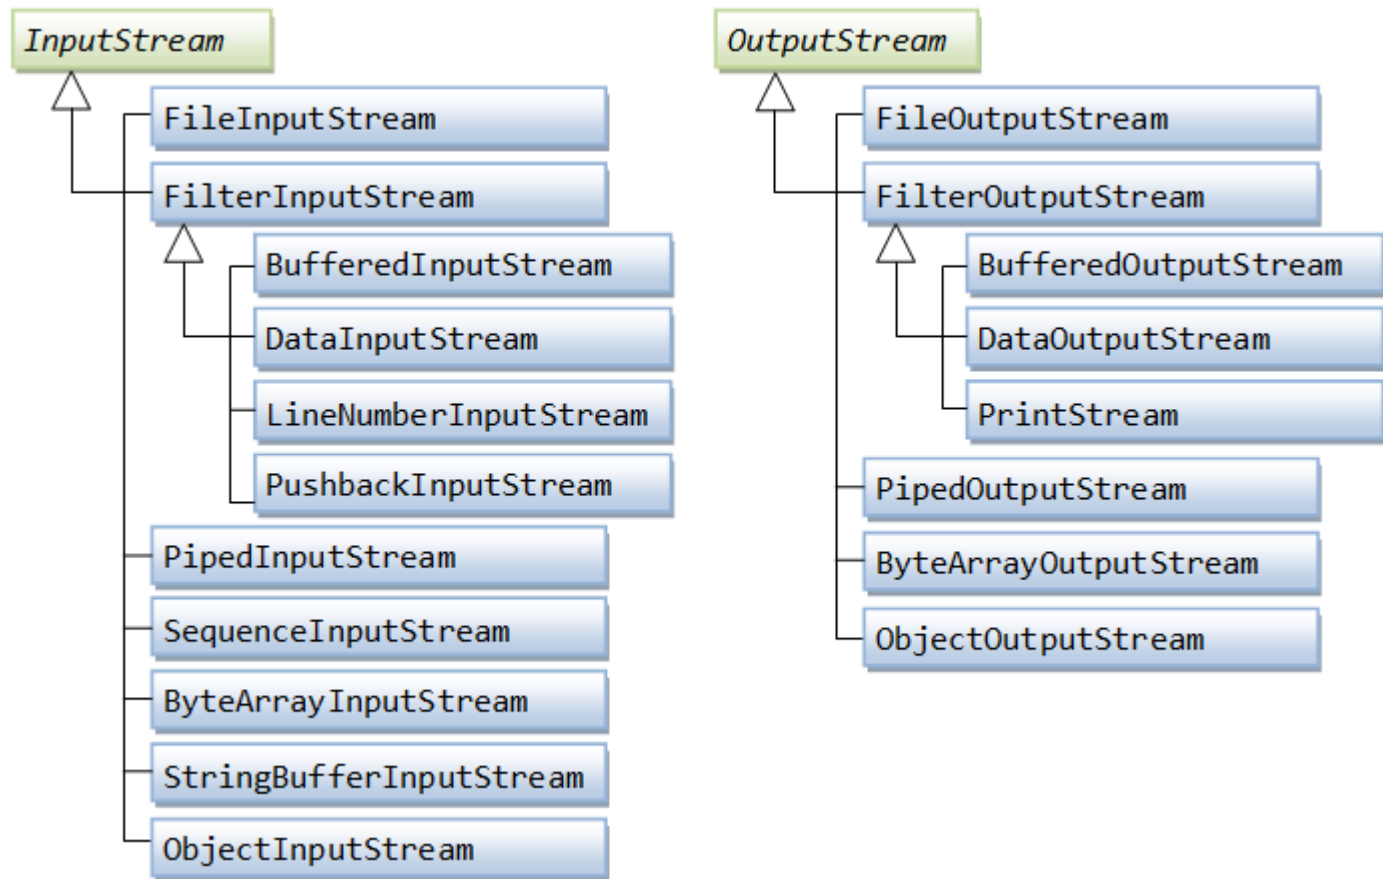 InputStream
FileInputStream
FilterInputStream
BufferedInputStream
DataInputStream
LineNumberInputStream
PushbackInputStream
PipedInputStream
SequenceInputStream
ByteArrayInputStream
StringBufferInputStream
ObjectInputStream
OutputStream
FileOutputStream
FilterOutputStream
BufferedOutputStream
DataOutputStream
PrintStream
PipedOutputStream
ByteArrayOutputStream
ObjectOutputStream